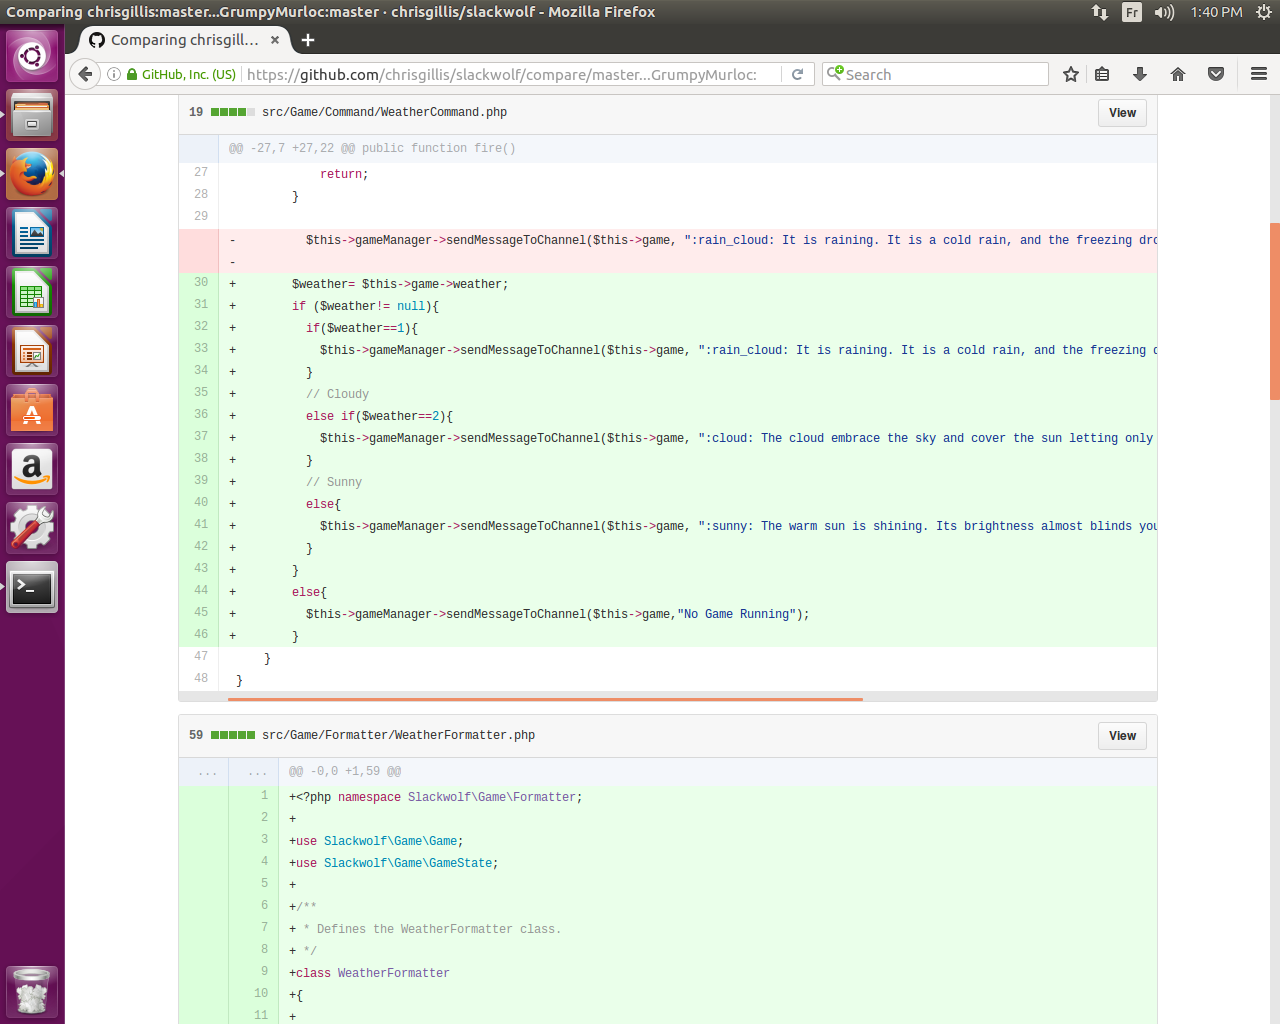 Comparing chrisgillis:master...GrumpyMurloc:master · chrisgillis/slackwolf - Mozilla Firefox
Fr
1:40 PM
Comparing chrisgill...
GitHub, Inc. (US)
https://github.com/chrisgillis/slackwolf/compare/master...GrumpyMurloc:
Search
19 src/Game/Command/WeatherCommand.php View
@@ -27,7 +27,22 @@ public function fire()
27 return;
28 }
29
- $this->gameManager->sendMessageToChannel($this->game, ":rain_cloud: It is raining. It is a cold rain, and the freezing dro
-
30 + $weather= $this->game->weather;
31 + if ($weather!= null){
32 + if($weather==1){
33 + $this->gameManager->sendMessageToChannel($this->game, ":rain_cloud: It is raining. It is a cold rain, and the freezing d
34 + }
35 + // Cloudy
36 + else if($weather==2){
37 + $this->gameManager->sendMessageToChannel($this->game, ":cloud: The cloud embrace the sky and cover the sun letting only
38 + }
39 + // Sunny
40 + else{
41 + $this->gameManager->sendMessageToChannel($this->game, ":sunny: The warm sun is shining. Its brightness almost blinds you
42 + }
43 + }
44 + else{
45 + $this->gameManager->sendMessageToChannel($this->game,"No Game Running");
46 + }
47 }
48 }
59 src/Game/Formatter/WeatherFormatter.php View
... ... @@ -0,0 +1,59 @@
1 +<?php namespace Slackwolf\Game\Formatter;
2 +
3 +use Slackwolf\Game\Game;
4 +use Slackwolf\Game\GameState;
5 +
6 +/**
7 + * Defines the WeatherFormatter class.
8 + */
9 +class WeatherFormatter
10 +{
11 +